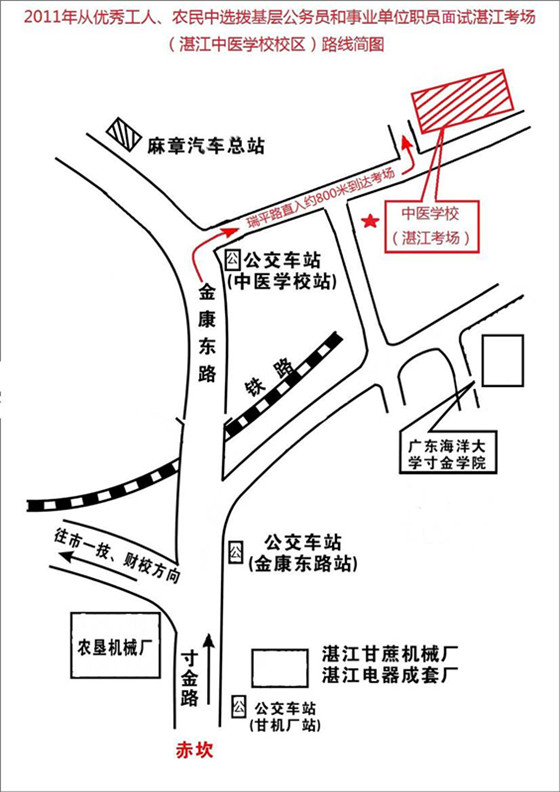 2011年从优秀工人、农民中选拨基层公务员和事业单位职员面试湛江考场
（湛江中医学校校区）路线简图
麻章汽车总站
瑞平路直入约800米到达考场
中医学校
（湛江考场）
公 公交车站
(中医学校站)
金康东路
铁路
广东海洋大
学寸金学院
往市一技、财校方向
公 公交车站
(金康东路站)
农垦机械厂
寸金路
湛江甘蔗机械厂
湛江电器成套厂
公 公交车站
(甘机厂站)
赤坎